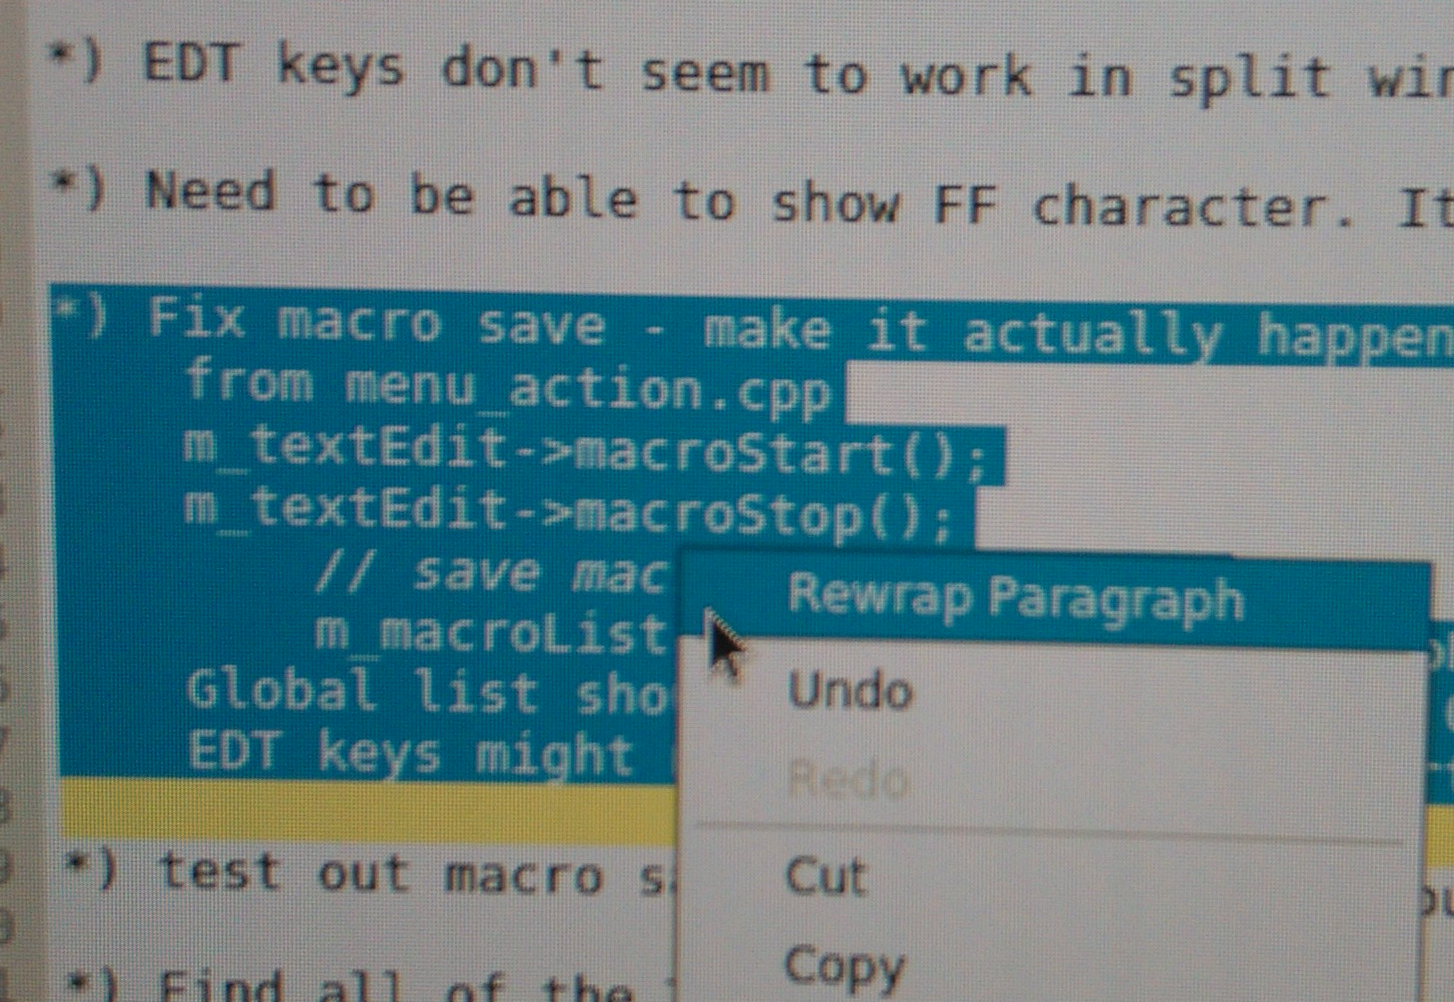 *) EDT keys don't seem to work in split
*) Need to be able to show FF character. It
*) Fix macro save - make it actually happen
from menu_action.cpp
m_textEdit->macroStart();
m_textEdit->macroStop();
// save mac
m_macroList
Global list sho
EDT keys might
*) test out macro s
*) Find all of the
Rewrap Paragraph
Undo
Redo
Cut
Copy